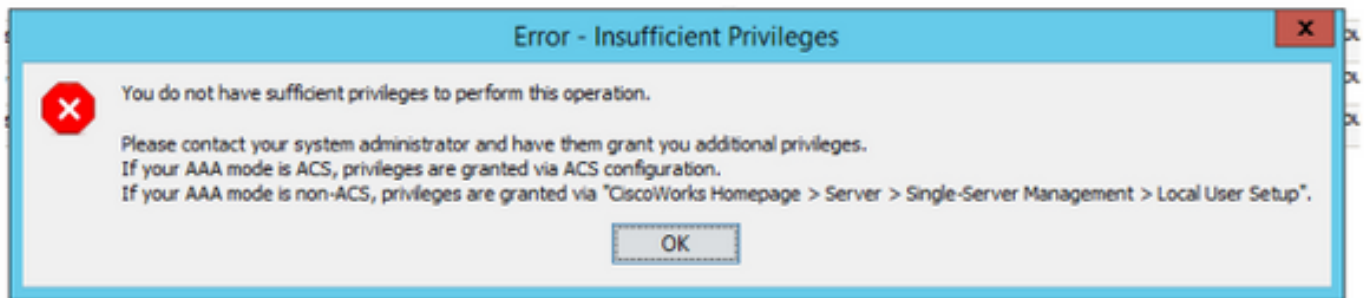 Error - Insufficient Privileges
x
You do not have sufficient privileges to perform this operation.
Please contact your system administrator and have them grant you additional privileges.
If your AAA mode is ACS, privileges are granted via ACS configuration.
If your AAA mode is non-ACS, privileges are granted via "CiscoWorks Homepage > Server > Single-Server Management > Local User Setup".
OK